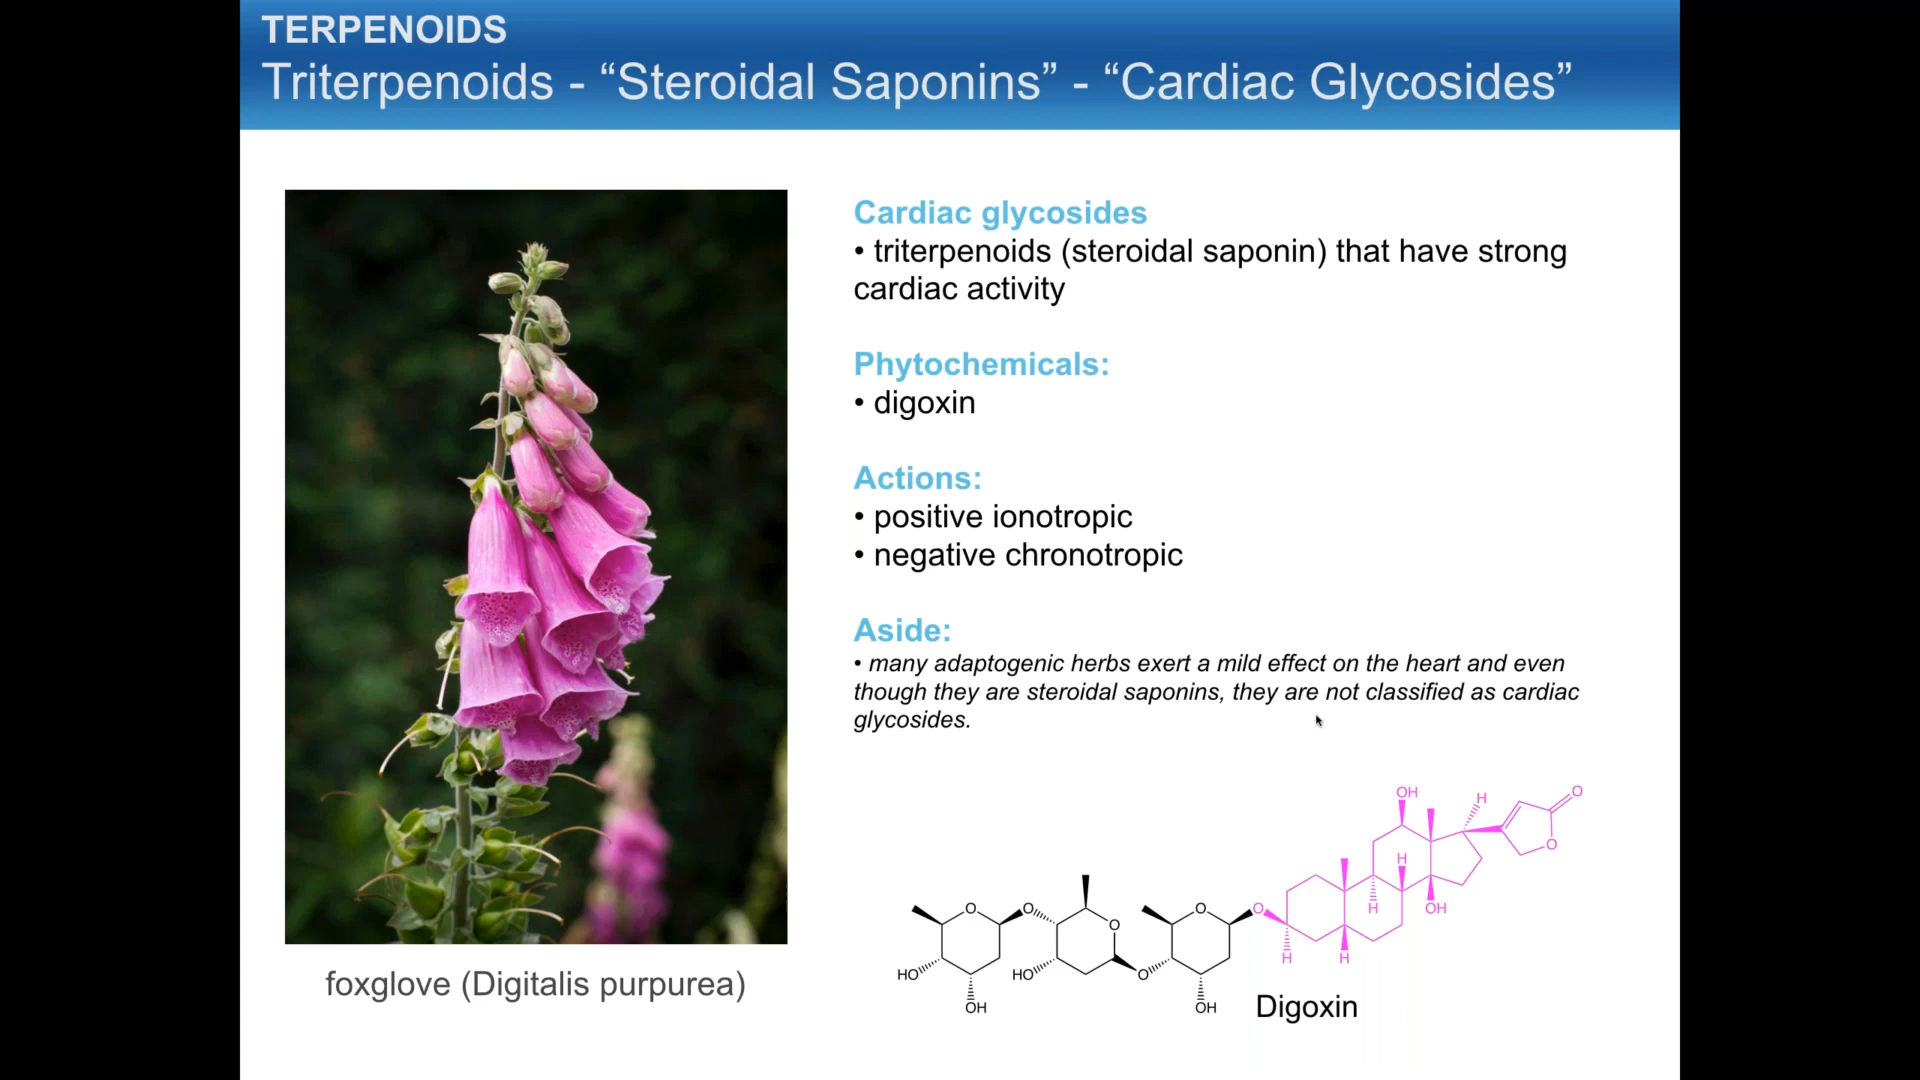 TERPENOIDS
Triterpenoids - “Steroidal Saponins” - “Cardiac Glycosides”
Cardiac glycosides
• triterpenoids (steroidal saponin) that have strong
cardiac activity
Phytochemicals:
• digoxin
Actions:
• positive ionotropic
• negative chronotropic
Aside:
• many adaptogenic herbs exert a mild effect on the heart and even
though they are steroidal saponins, they are not classified as cardiac
glycosides.
OH
H
O
O
H
O
O
O
O
O
H
OH
O
HO
HO
O
H
H
OH
OH
foxglove (Digitalis purpurea)
Digoxin